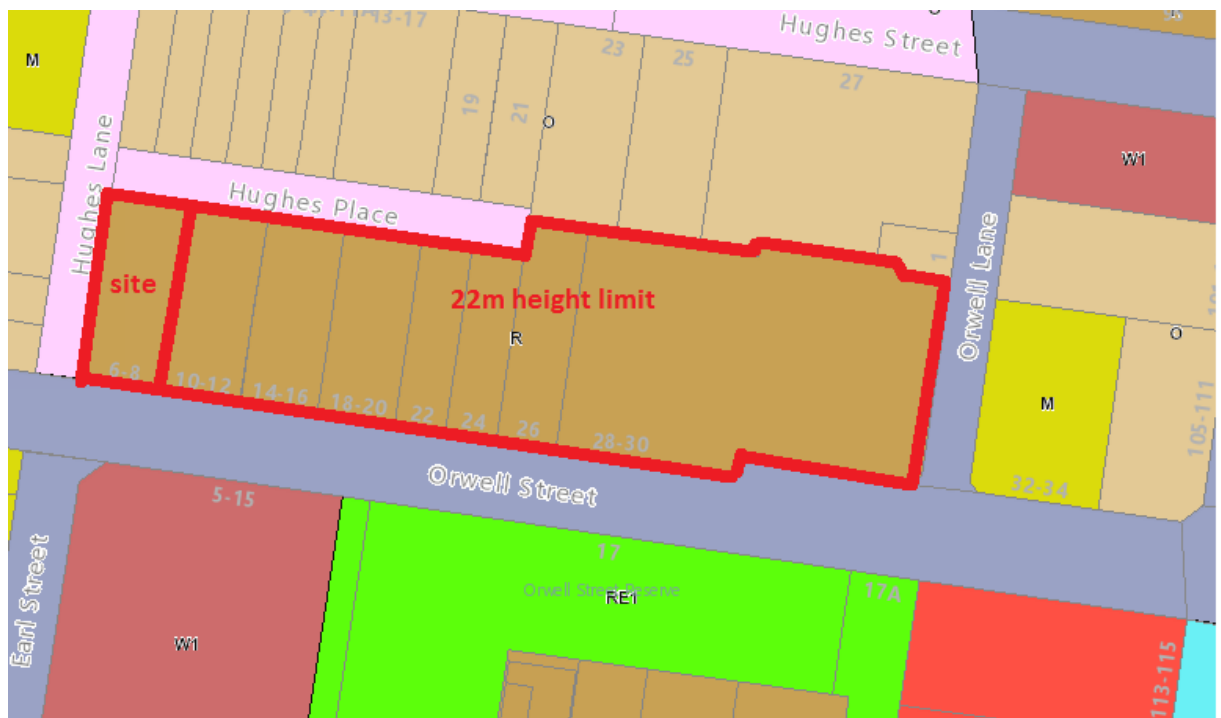 13-17
Hughes Street
23
25
27
M
19
21
O
W1
Hughes Lane
Hughes Place
Orwell Lane
1
site
22m height limit
R
O
6-8
10-12
14-16
18-20
22
24
26
28-30
M
105-111
32-34
Orwell Street
5-15
17
Orwell Street Reserve
RE1
17A
Earl Street
W1
113-115